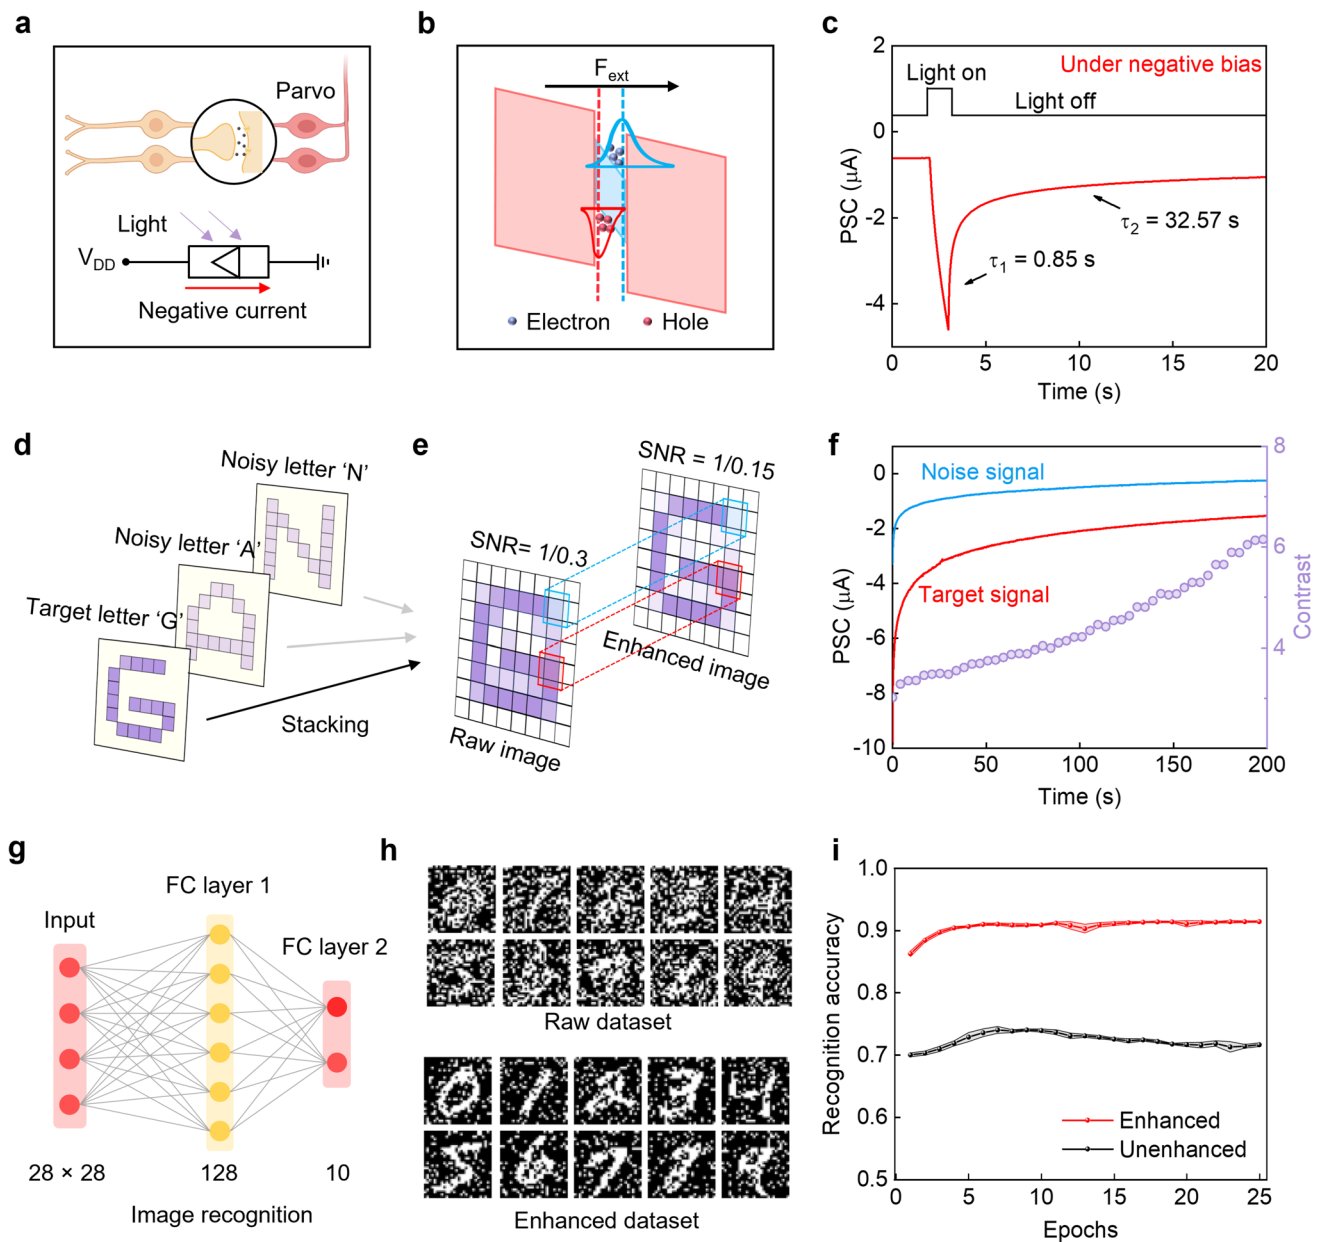 a
Parvo
Light
V_DD
Negative current
b
F_ext
Electron
Hole
c
Under negative bias
Light on
Light off
τ₁ = 0.85 s
τ₂ = 32.57 s
2
0
-2
-4
PSC (μA)
0
5
10
15
20
Time (s)
d
Noisy letter ‘N’
Noisy letter ‘A’
Target letter ‘G’
Stacking
e
SNR = 1/0.15
SNR= 1/0.3
Enhanced image
Raw image
f
Noise signal
Target signal
0
-2
-4
-6
-8
-10
PSC (μA)
8
6
4
Contrast
0
50
100
150
200
Time (s)
g
FC layer 1
Input
FC layer 2
28 × 28
128
10
Image recognition
h
Raw dataset
Enhanced dataset
i
1.0
0.9
0.8
0.7
0.6
0.5
Recognition accuracy
Enhanced
Unenhanced
0
5
10
15
20
25
Epochs